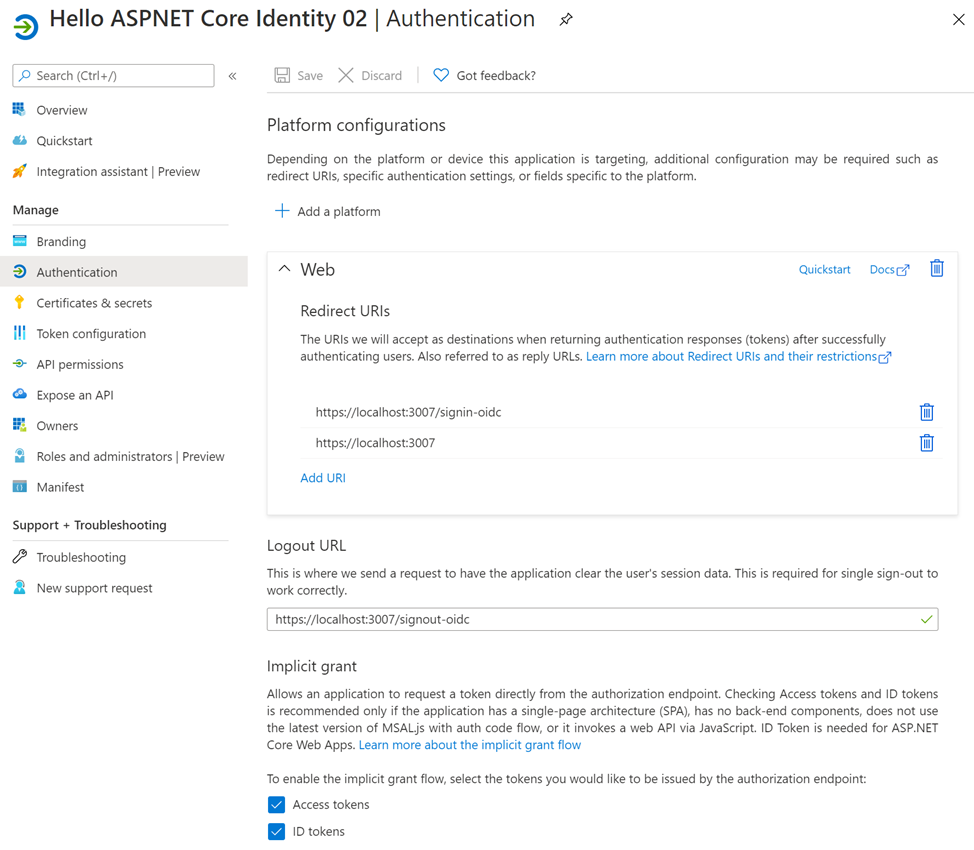 Hello ASPNET Core Identity 02 | Authentication
Search (Ctrl+/)
«
Save
Discard
Got feedback?
Overview
Quickstart
Integration assistant | Preview
Manage
Branding
Authentication
Certificates & secrets
Token configuration
API permissions
Expose an API
Owners
Roles and administrators | Preview
Manifest
Support + Troubleshooting
Troubleshooting
New support request
Platform configurations
Depending on the platform or device this application is targeting, additional configuration may be required such as
redirect URIs, specific authentication settings, or fields specific to the platform.
Add a platform
Web
Quickstart
Docs
Redirect URIs
The URIs we will accept as destinations when returning authentication responses (tokens) after successfully
authenticating users. Also referred to as reply URLs. Learn more about Redirect URIs and their restrictions
https://localhost:3007/signin-oidc
https://localhost:3007
Add URI
Logout URL
This is where we send a request to have the application clear the user's session data. This is required for single sign-out to
work correctly.
https://localhost:3007/signout-oidc
Implicit grant
Allows an application to request a token directly from the authorization endpoint. Checking Access tokens and ID tokens
is recommended only if the application has a single-page architecture (SPA), has no back-end components, does not use
the latest version of MSAL.js with auth code flow, or it invokes a web API via JavaScript. ID Token is needed for ASP.NET
Core Web Apps. Learn more about the implicit grant flow
To enable the implicit grant flow, select the tokens you would like to be issued by the authorization endpoint:
Access tokens
ID tokens